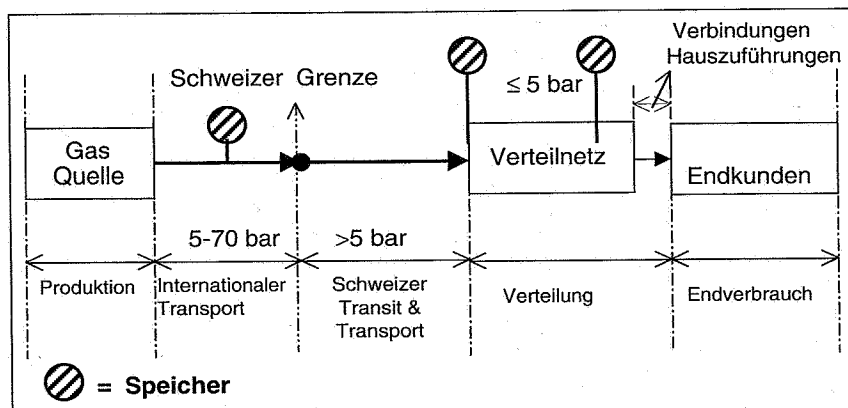 Verbindungen
Hauszuführungen
Schweizer Grenze
≤ 5 bar
Gas
Quelle
Verteilnetz
Endkunden
5-70 bar
>5 bar
Produktion
Internationaler
Transport
Schweizer
Transit &
Transport
Verteilung
Endverbrauch
= Speicher